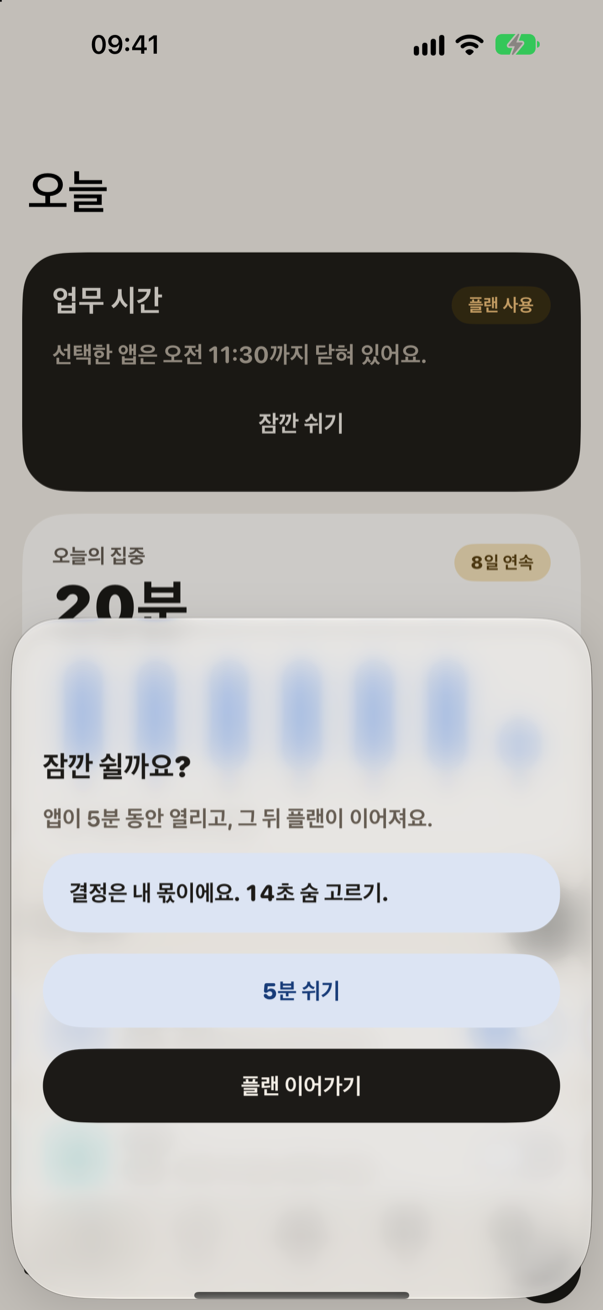 09:41
오늘
업무 시간
플랜 사용
선택한 앱은 오전 11:30까지 닫혀 있어요.
잠깐 쉬기
오늘의 집중
8일 연속
20분
잠깐 쉴까요?
앱이 5분 동안 열리고, 그 뒤 플랜이 이어져요.
결정은 내 몫이에요. 14초 숨 고르기.
5분 쉬기
플랜 이어가기